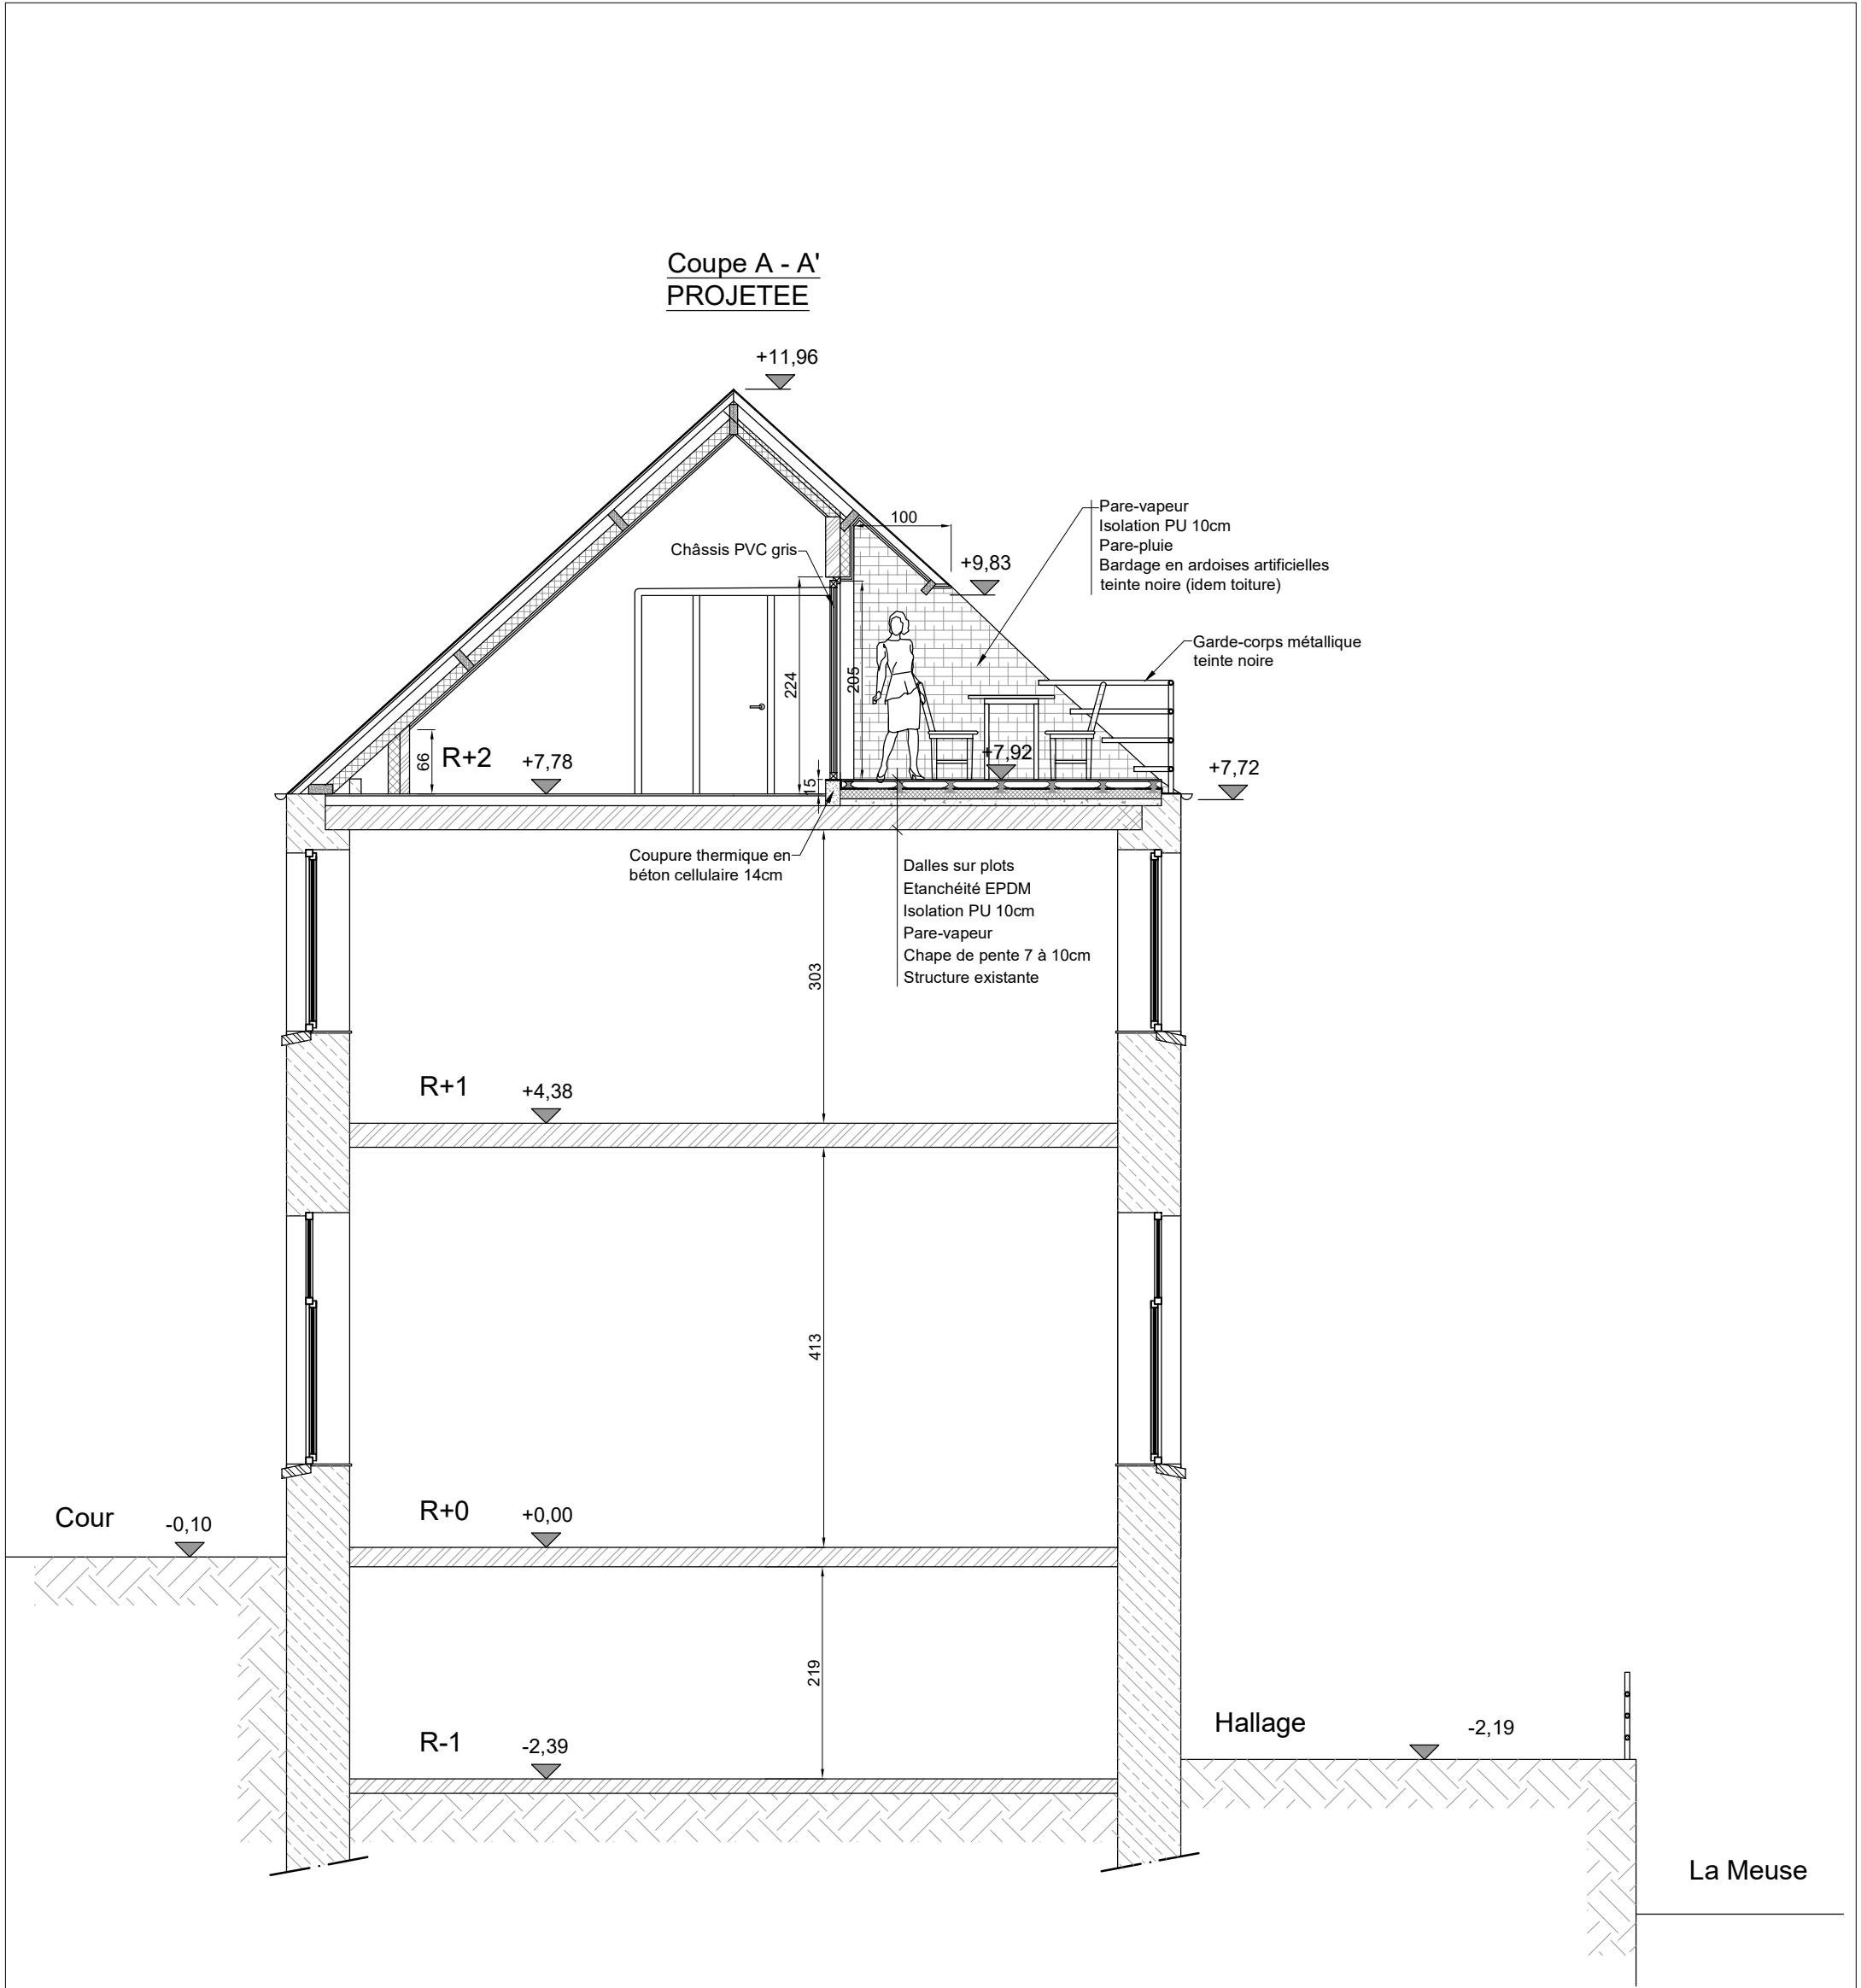 Coupe A - A'
PROJETEE
+11,96
100
Pare-vapeur
Isolation PU 10cm
Pare-pluie
Bardage en ardoises artificielles
teinte noire (idem toiture)
Châssis PVC gris
+9,83
Garde-corps métallique
teinte noire
224
205
66
R+2
+7,78
+7,92
+7,72
15
Coupure thermique en
béton cellulaire 14cm
Dalles sur plots
Etanchéité EPDM
Isolation PU 10cm
Pare-vapeur
Chape de pente 7 à 10cm
Structure existante
303
R+1
+4,38
413
Cour
-0,10
R+0
+0,00
219
R-1
-2,39
Hallage
-2,19
La Meuse